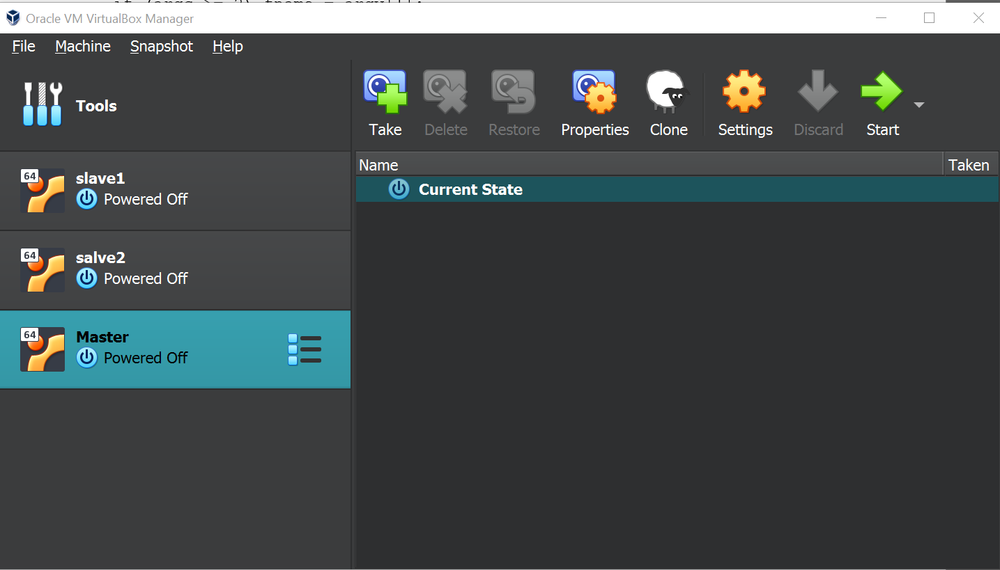 Oracle VM VirtualBox Manager
File Machine Snapshot Help
Tools
Take Delete Restore Properties Clone Settings Discard Start
Name Taken
Current State
64 slave1
Powered Off
64 salve2
Powered Off
64 Master
Powered Off